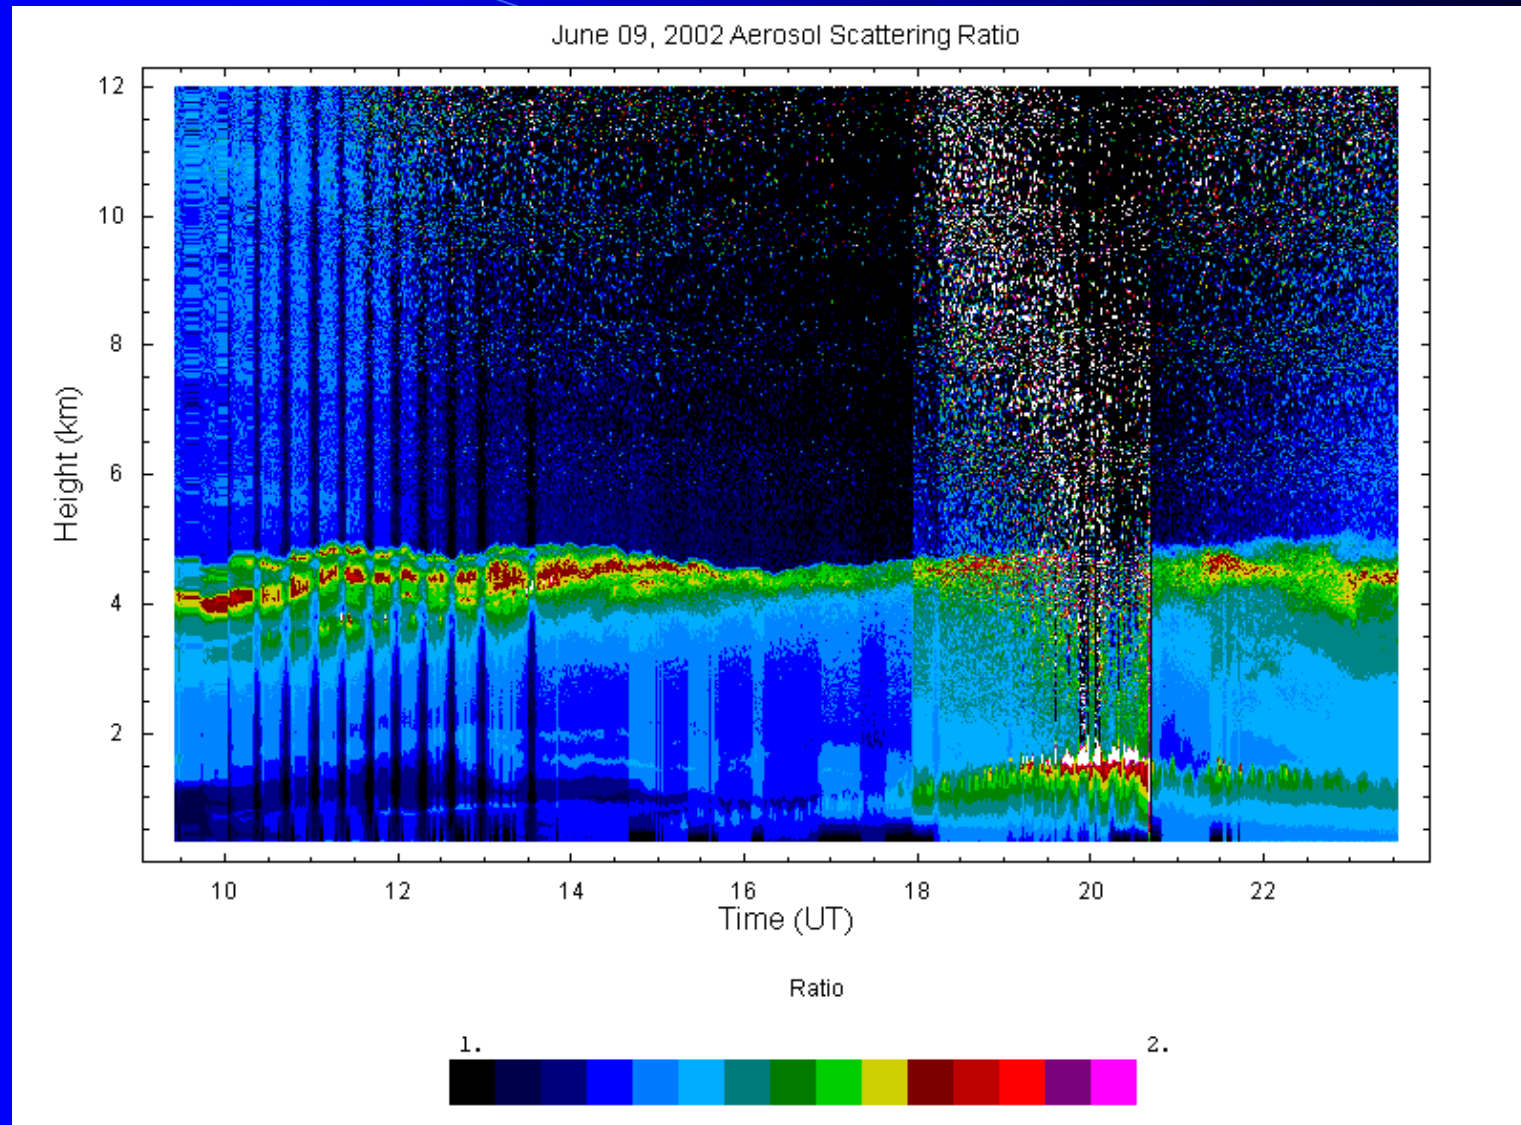 June 09, 2002 Aerosol Scattering Ratio
12
10
8
6
4
2
Height (km)
10 12 14 16 18 20 22
Time (UT)
Ratio
1. 2.